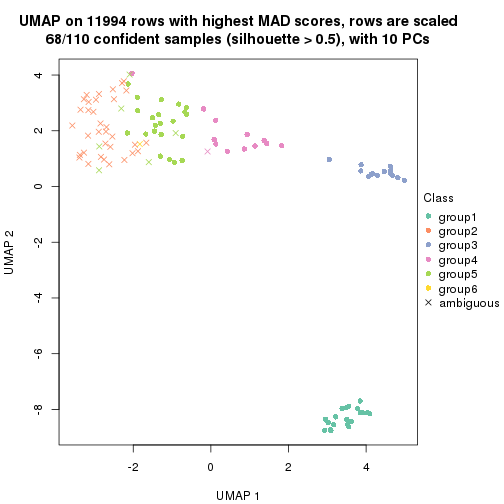 UMAP on 11994 rows with highest MAD scores, rows are scaled
68/110 confident samples (silhouette > 0.5), with 10 PCs
4
2
0
-2
-4
-6
-8
UMAP 2
-2
0
2
4
UMAP 1
Class
group1
group2
group3
group4
group5
group6
ambiguous